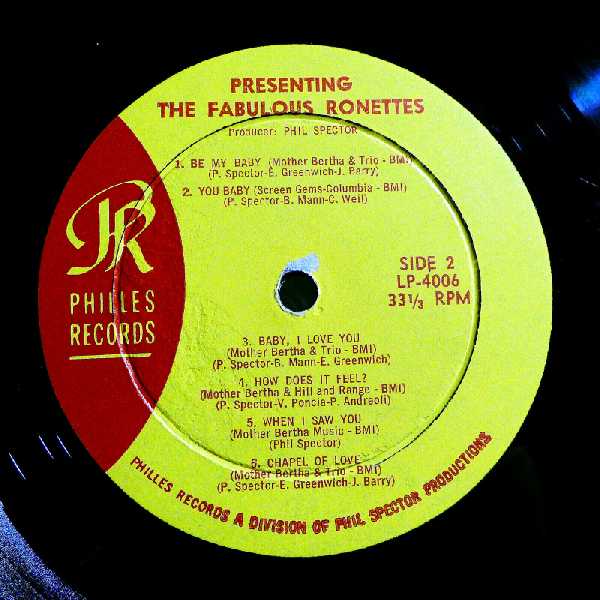 PRESENTING
THE FABULOUS RONETTES
Producer: PHIL SPECTOR
1. BE MY BABY (Mother Bertha & Trio - BMI)
(P. Spector-E. Greenwich-J. Barry)
2. YOU BABY (Screen Gems-Columbia - BMI)
(P. Spector-B. Mann-C. Weil)
PR
PHILLES
RECORDS
SIDE 2
LP-4006
33 1/3 RPM
3. BABY, I LOVE YOU
(Mother Bertha & Trio - BMI)
(P. Spector-B. Mann-E. Greenwich)
4. HOW DOES IT FEEL?
(Mother Bertha & Hill and Range - BMI)
(P. Spector-V. Poncia-P. Andreoli)
5. WHEN I SAW YOU
(Mother Bertha Music - BMI)
(Phil Spector)
6. CHAPEL OF LOVE
(Mother Bertha & Trio - BMI)
(P. Spector-E. Greenwich-J. Barry)
PHILLES RECORDS A DIVISION OF PHIL SPECTOR PRODUCTIONS